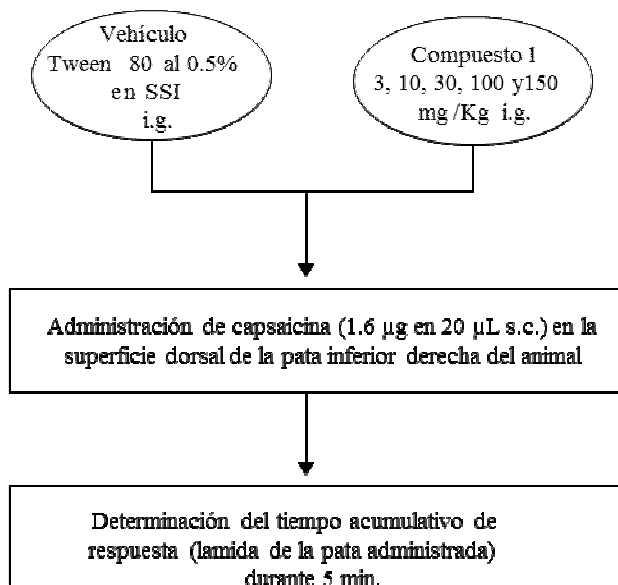 Vehículo
Tween 80 al 0.5%
en SSI
i.g.
Compuesto 1
3, 10, 30, 100 y150
mg /Kg i.g.
Administración de capsaicina (1.6 µg en 20 µL s.c.) en la
superficie dorsal de la pata inferior derecha del animal
Determinación del tiempo acumulativo de
respuesta (lamida de la pata administrada)
durante 5 min.